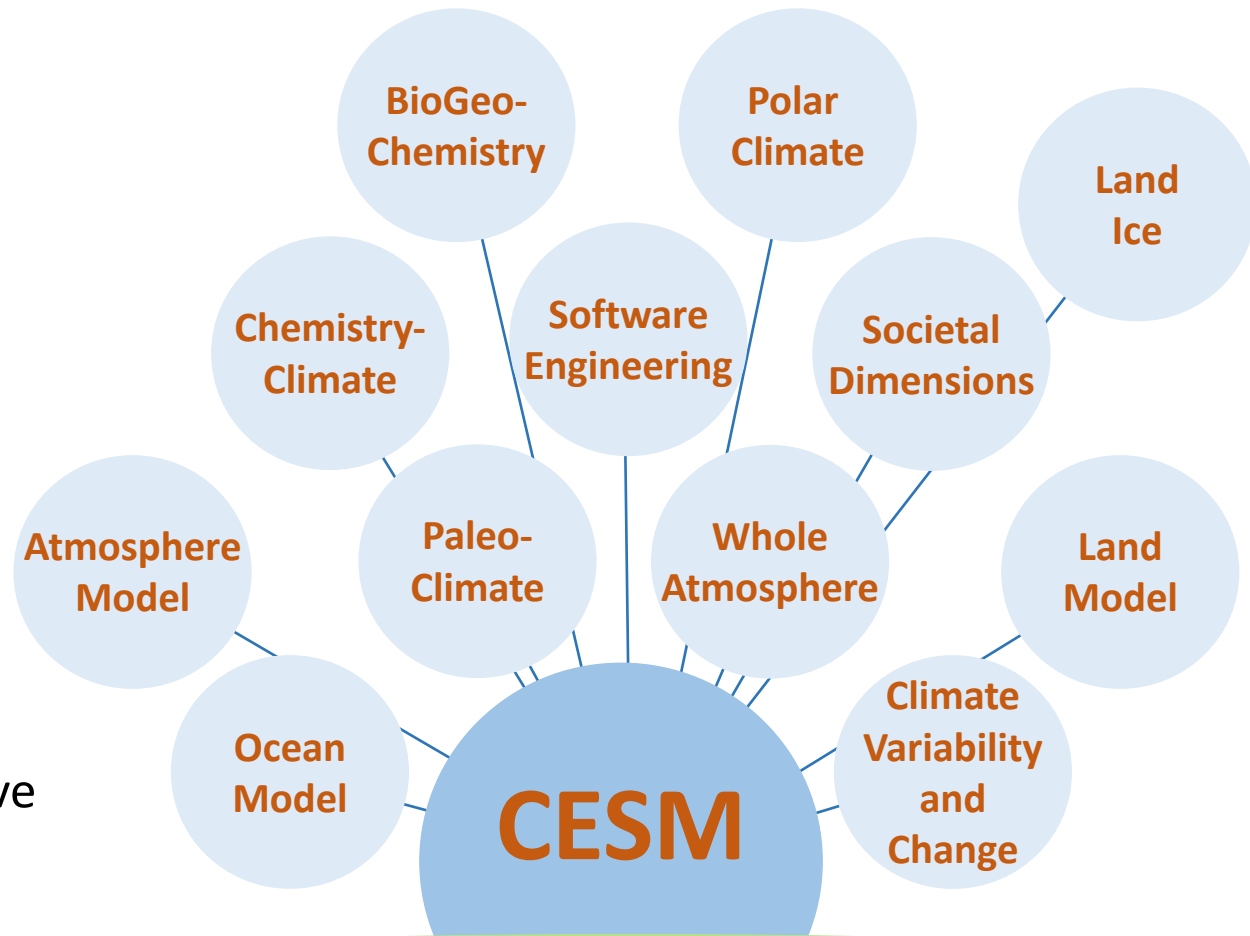 BioGeo-
Chemistry
Polar
Climate
Land
Ice
Chemistry-
Climate
Software
Engineering
Societal
Dimensions
Atmosphere
Model
Paleo-
Climate
Whole
Atmosphere
Land
Model
Ocean
Model
Climate
Variability
and
Change
CESM